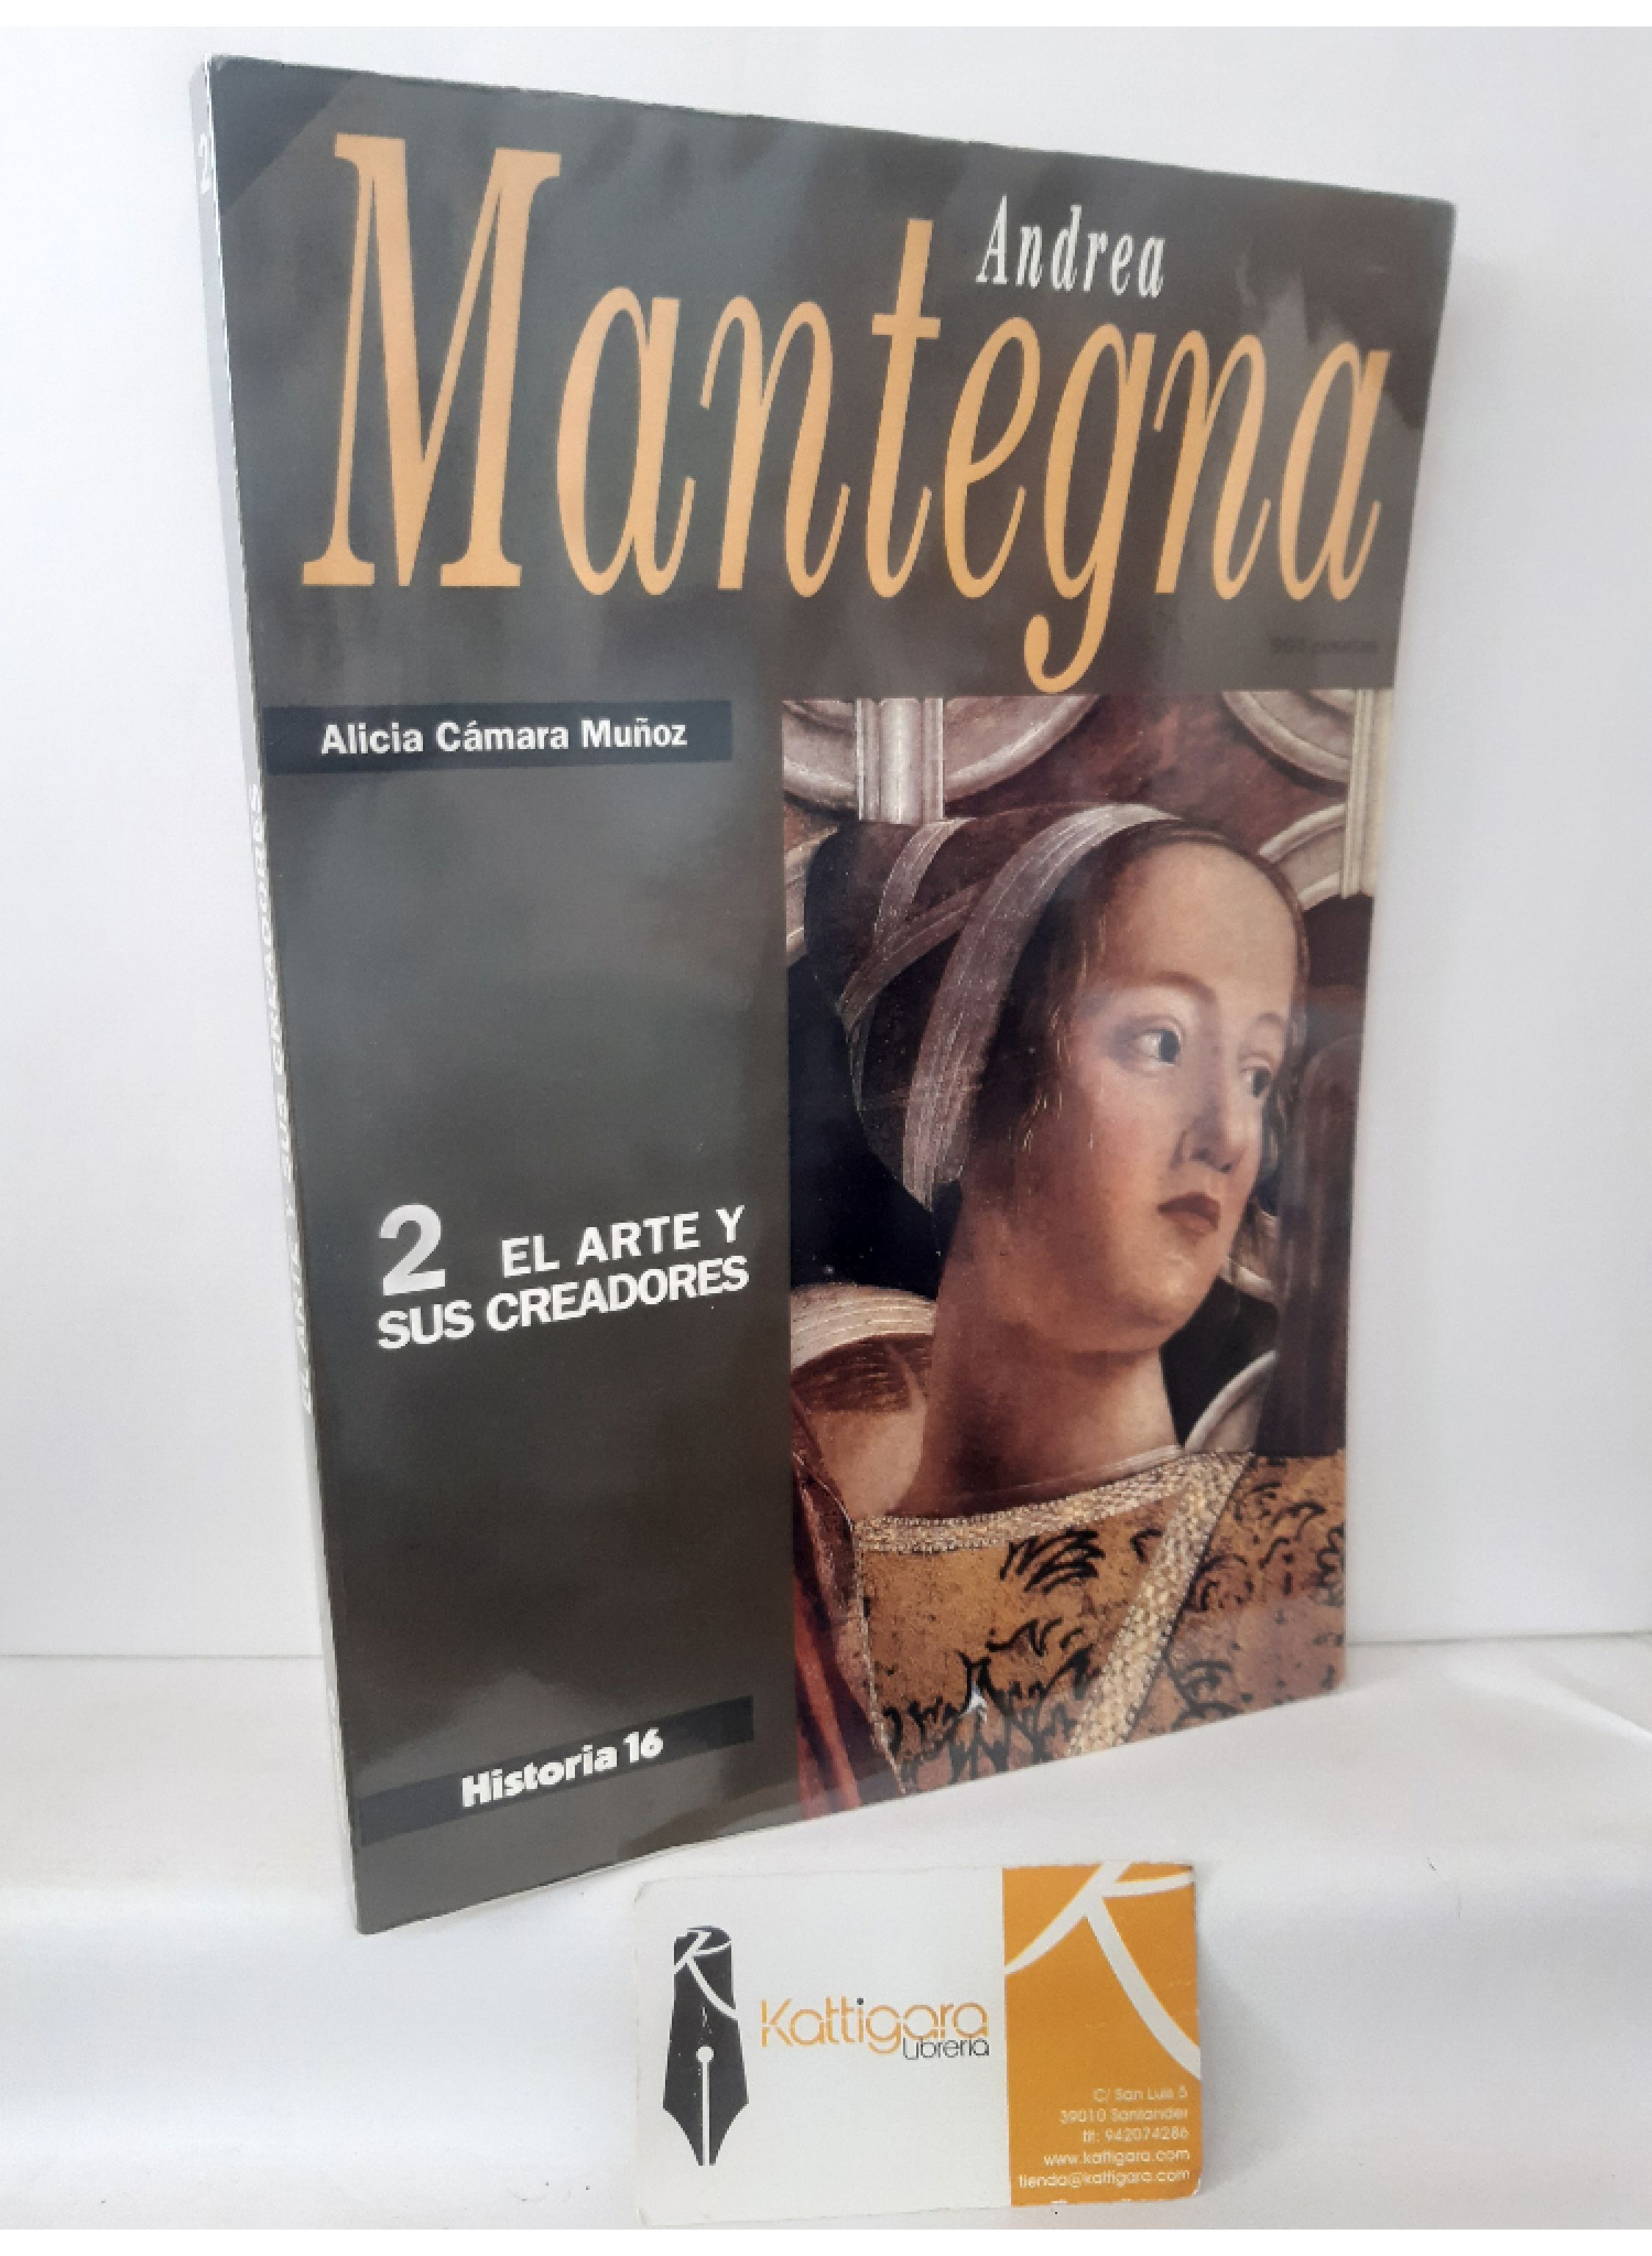 2
Andrea
Mantegna
Alicia Cámara Muñoz
2 EL ARTE Y
SUS CREADORES
Historia 16
EL ARTE Y SUS CREADORES
Kattigara
Librería
C/ San Luis 5
39010 Santander
tlf: 942074286
www.kattigara.com
tienda@kattigara.com